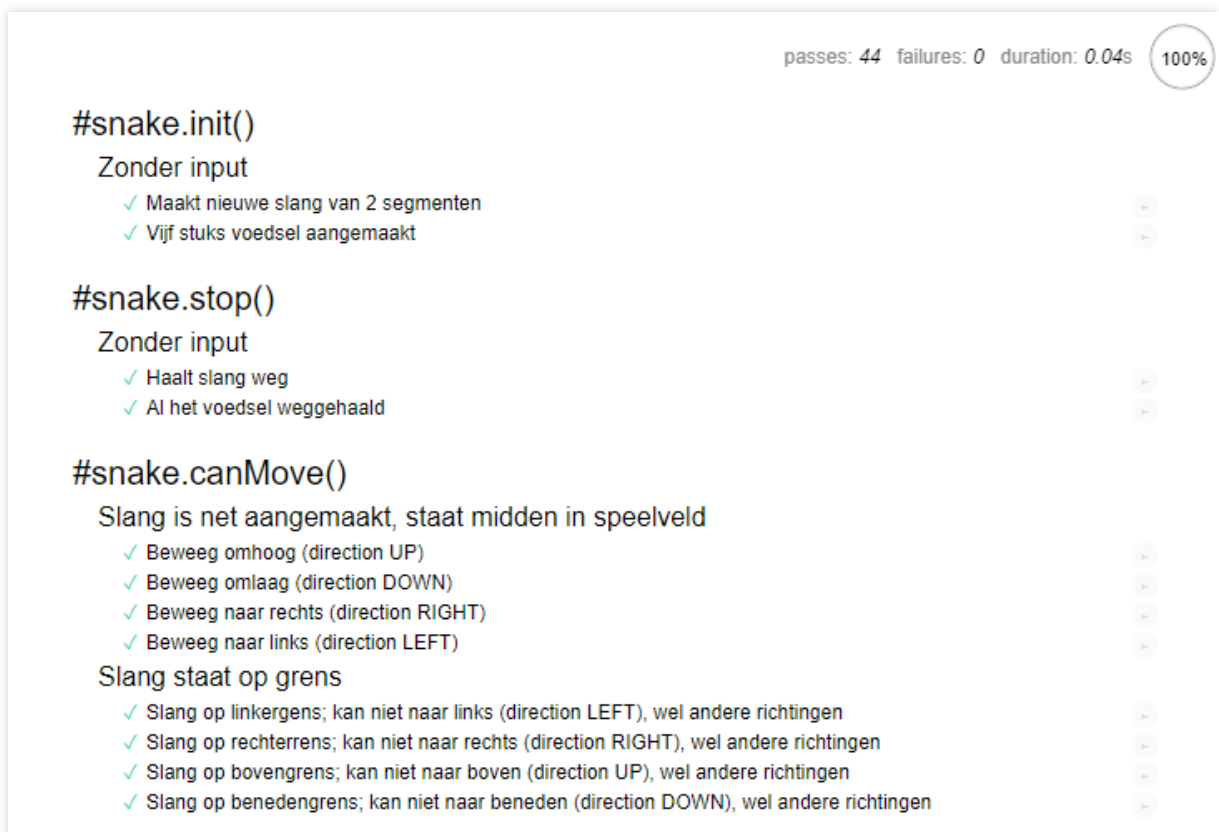 passes: 44 failures: 0 duration: 0.04s 100%
#snake.init()
Zonder input
✓ Maakt nieuwe slang van 2 segmenten
✓ Vijf stuks voedsel aangemaakt
#snake.stop()
Zonder input
✓ Haalt slang weg
✓ Al het voedsel weggehaald
#snake.canMove()
Slang is net aangemaakt, staat midden in speelveld
✓ Beweeg omhoog (direction UP)
✓ Beweeg omlaag (direction DOWN)
✓ Beweeg naar rechts (direction RIGHT)
✓ Beweeg naar links (direction LEFT)
Slang staat op grens
✓ Slang op linkergens; kan niet naar links (direction LEFT), wel andere richtingen
✓ Slang op rechterrens; kan niet naar rechts (direction RIGHT), wel andere richtingen
✓ Slang op bovengrens; kan niet naar boven (direction UP), wel andere richtingen
✓ Slang op benedengrens; kan niet naar beneden (direction DOWN), wel andere richtingen